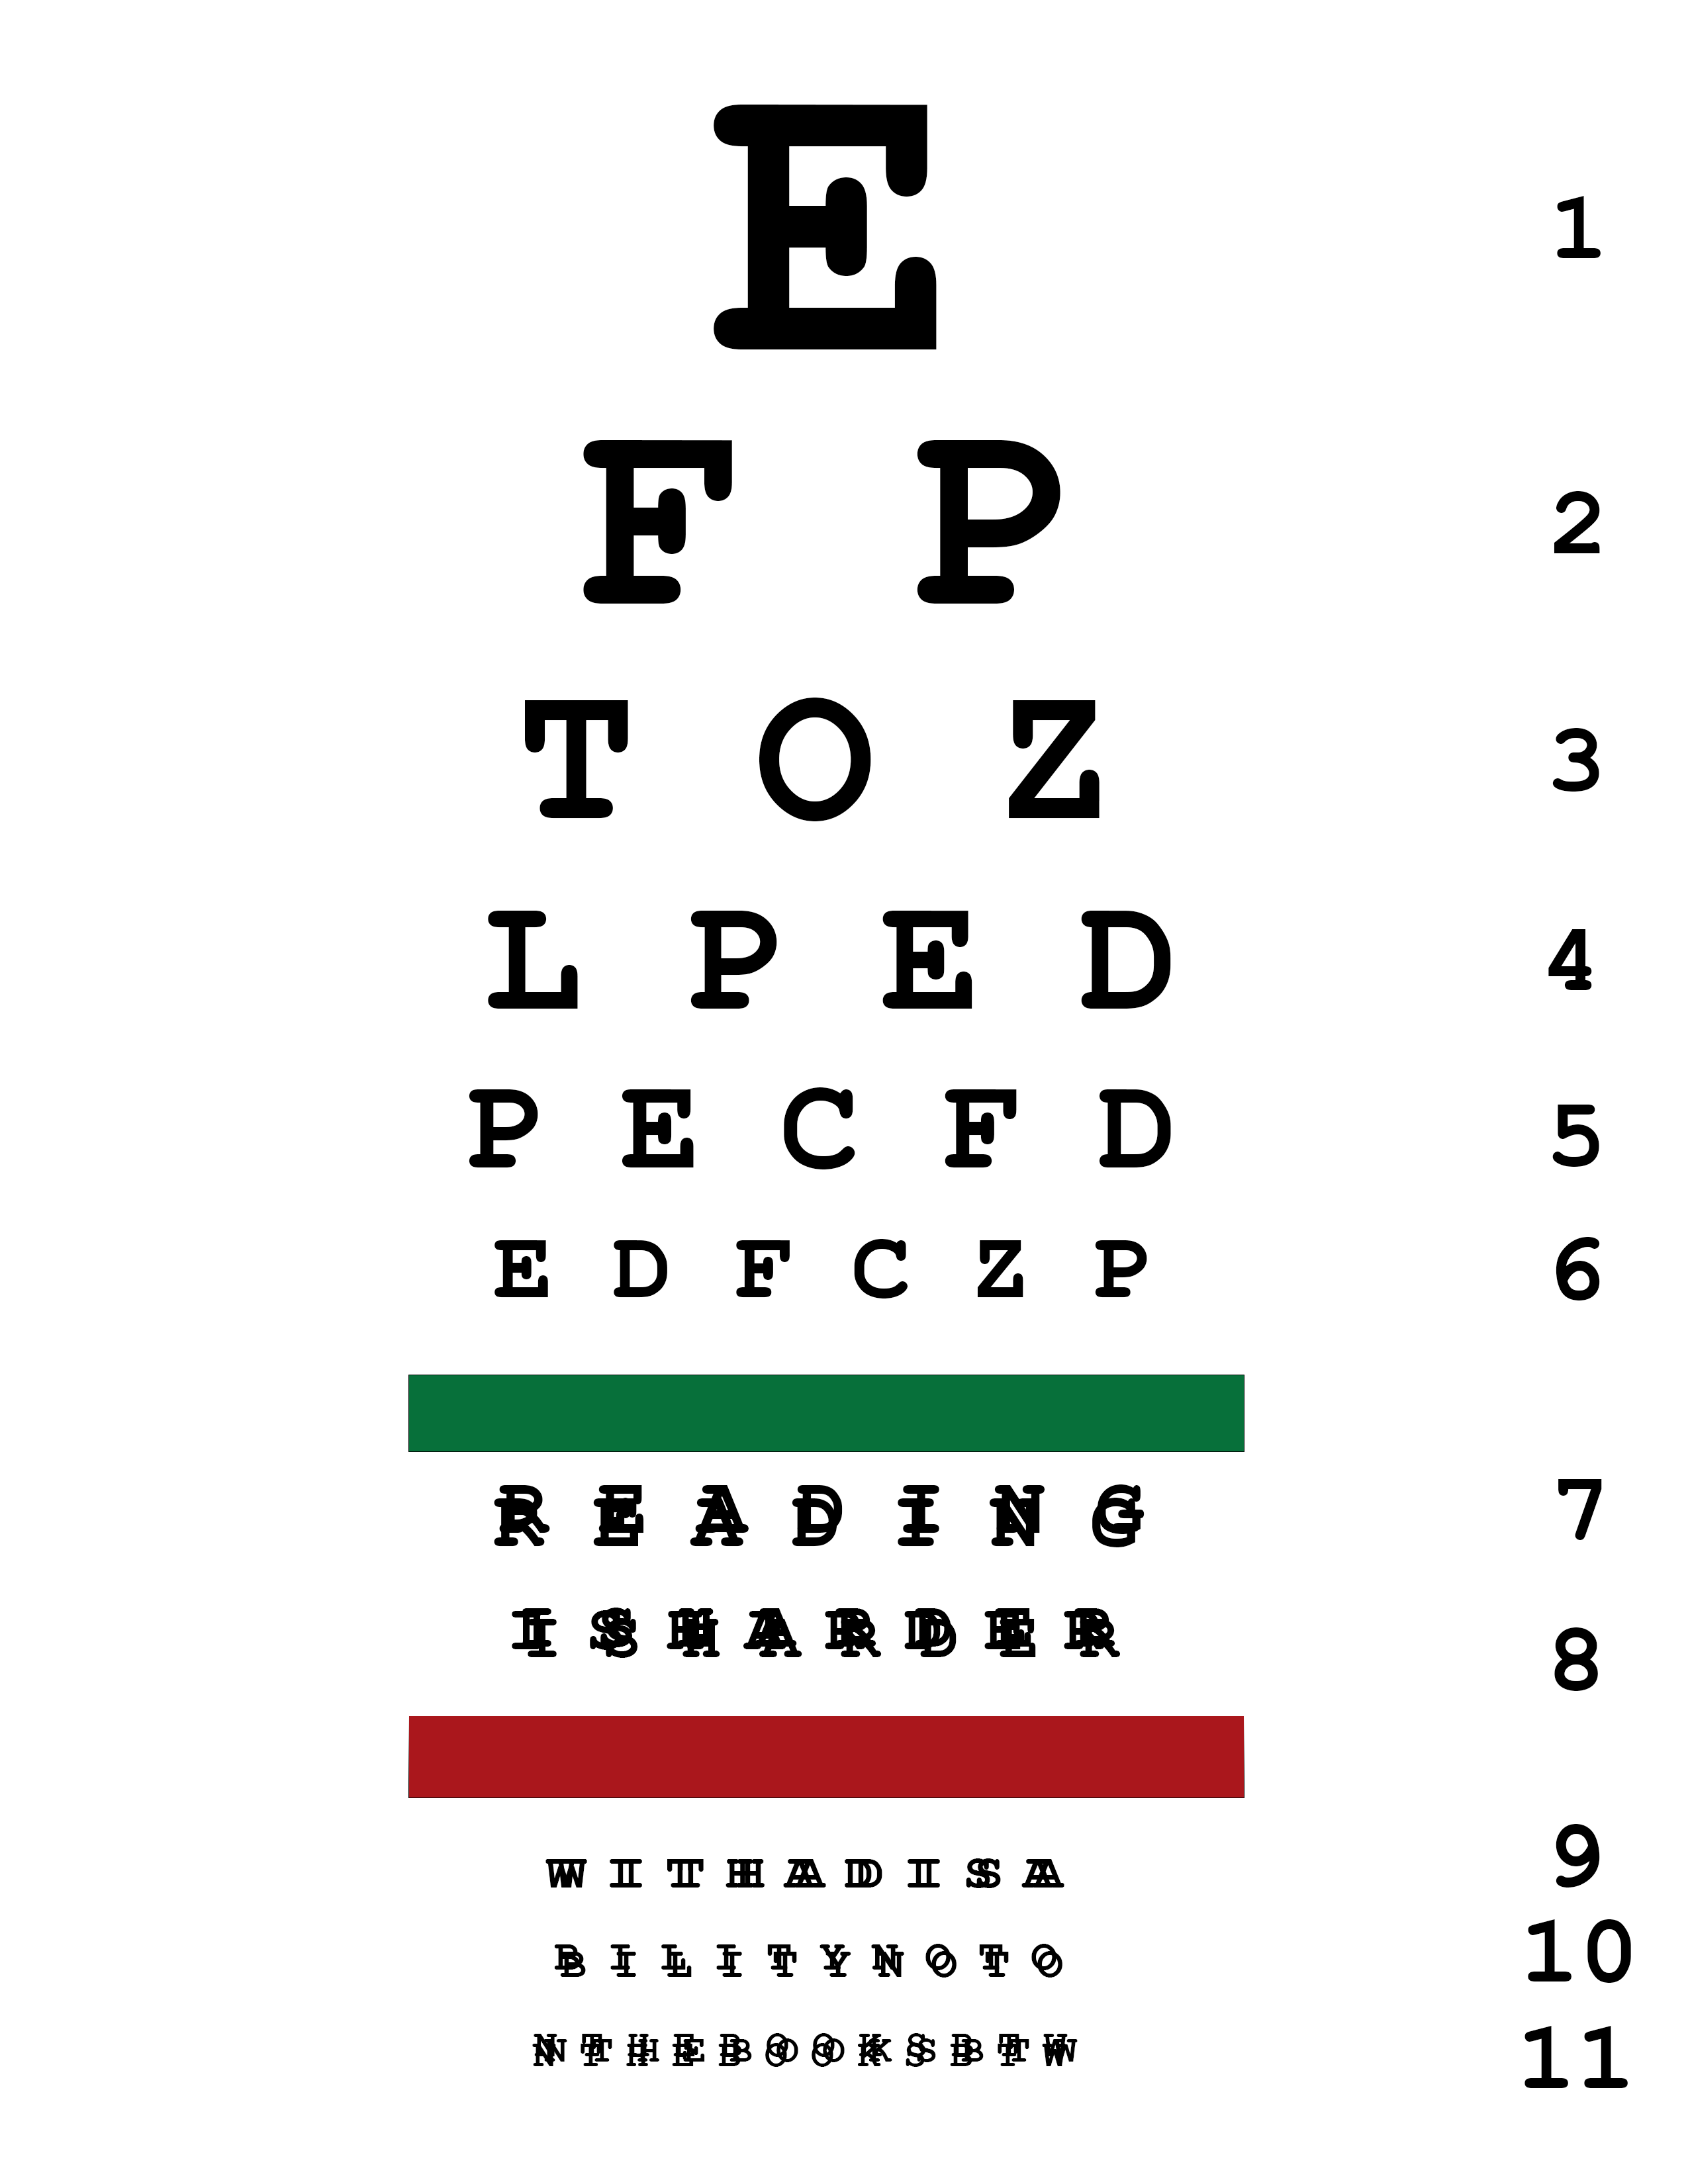 E 1
F P 2
T O Z 3
L P E D 4
P E C F D 5
E D F C Z P 6
R E A D I N G 7
I S H A R D E R 8
W I T H A D I S A 9
B I L I T Y N O T O 10
N T H E B O O K S B T W 11